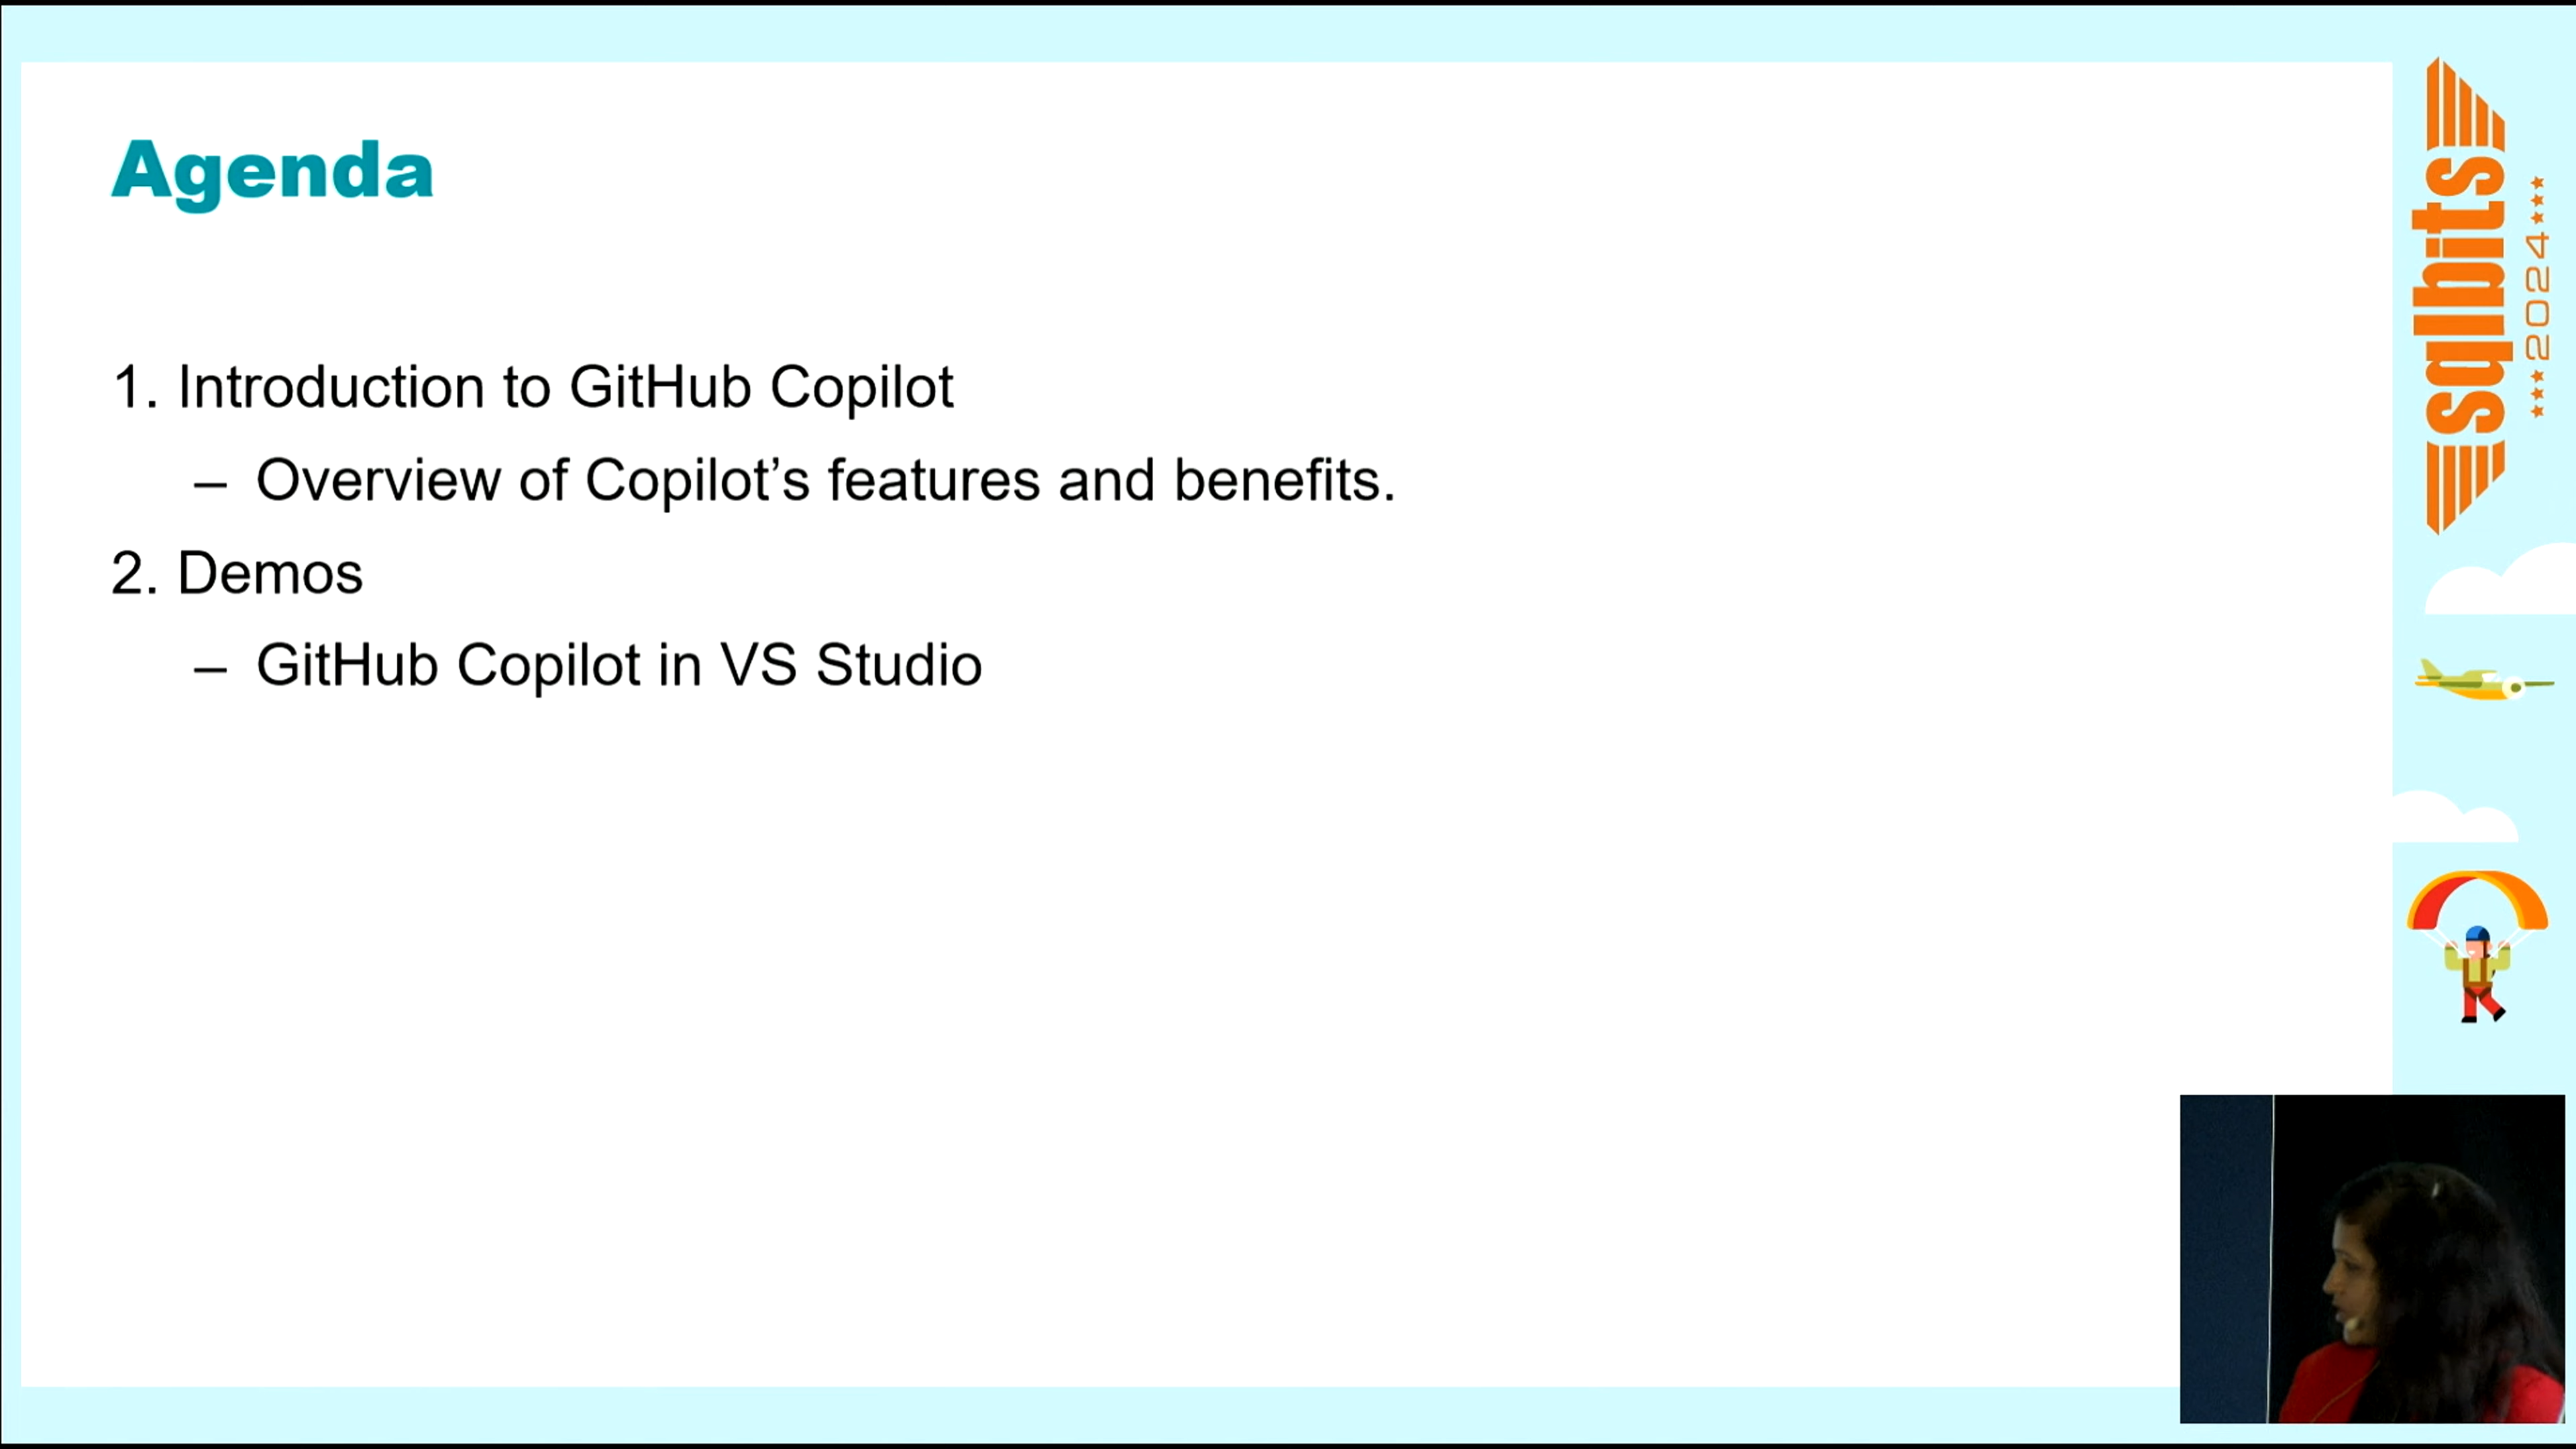 Agenda
1. Introduction to GitHub Copilot
– Overview of Copilot’s features and benefits.
2. Demos
– GitHub Copilot in VS Studio
sqlbits
2024